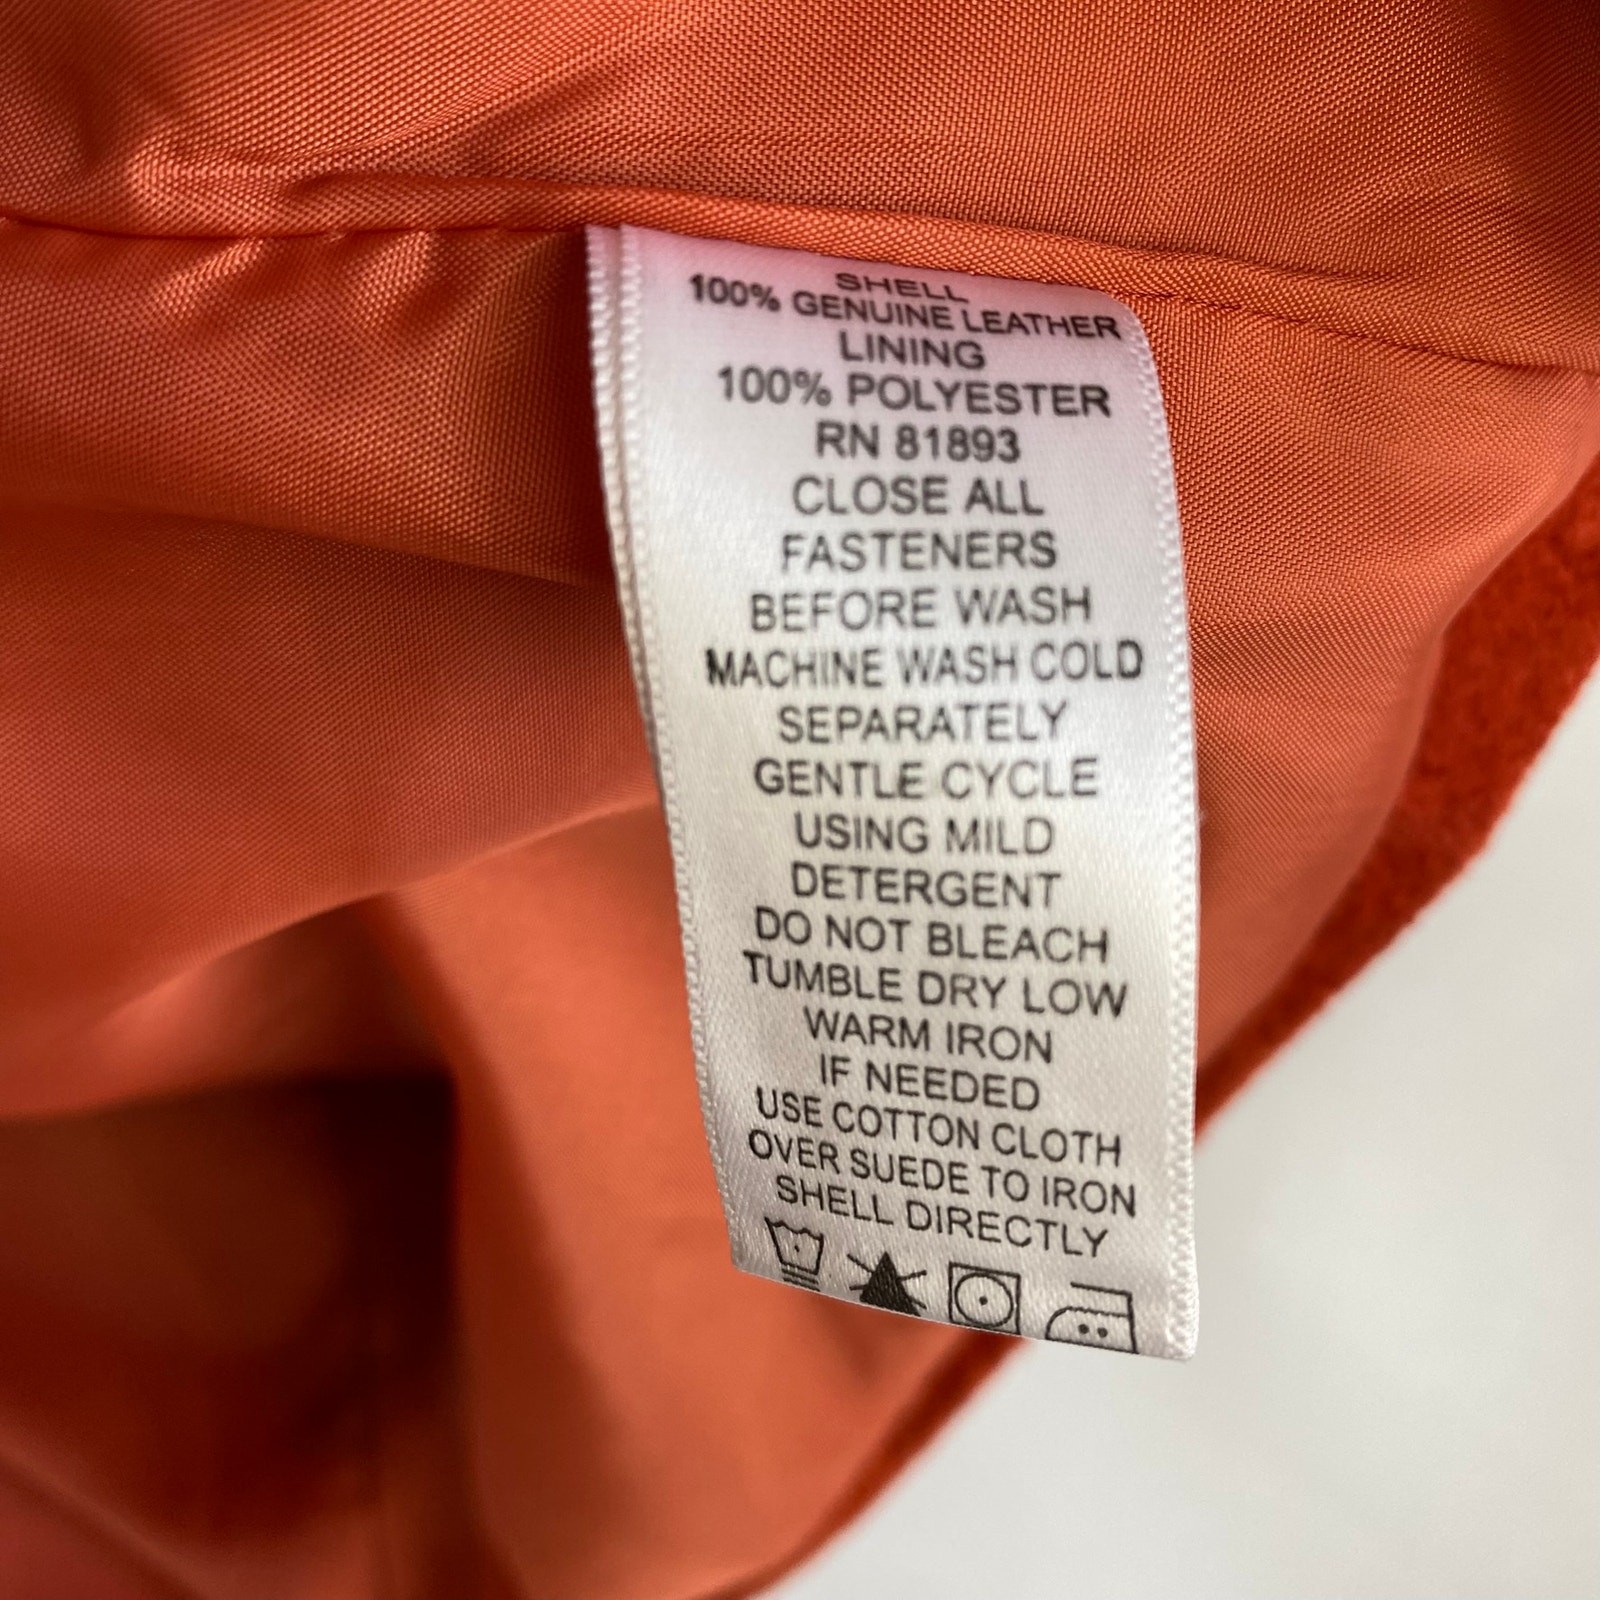 SHELL
100% GENUINE LEATHER
LINING
100% POLYESTER
RN 81893
CLOSE ALL
FASTENERS
BEFORE WASH
MACHINE WASH COLD
SEPARATELY
GENTLE CYCLE
USING MILD
DETERGENT
DO NOT BLEACH
TUMBLE DRY LOW
WARM IRON
IF NEEDED
USE COTTON CLOTH
OVER SUEDE TO IRON
SHELL DIRECTLY